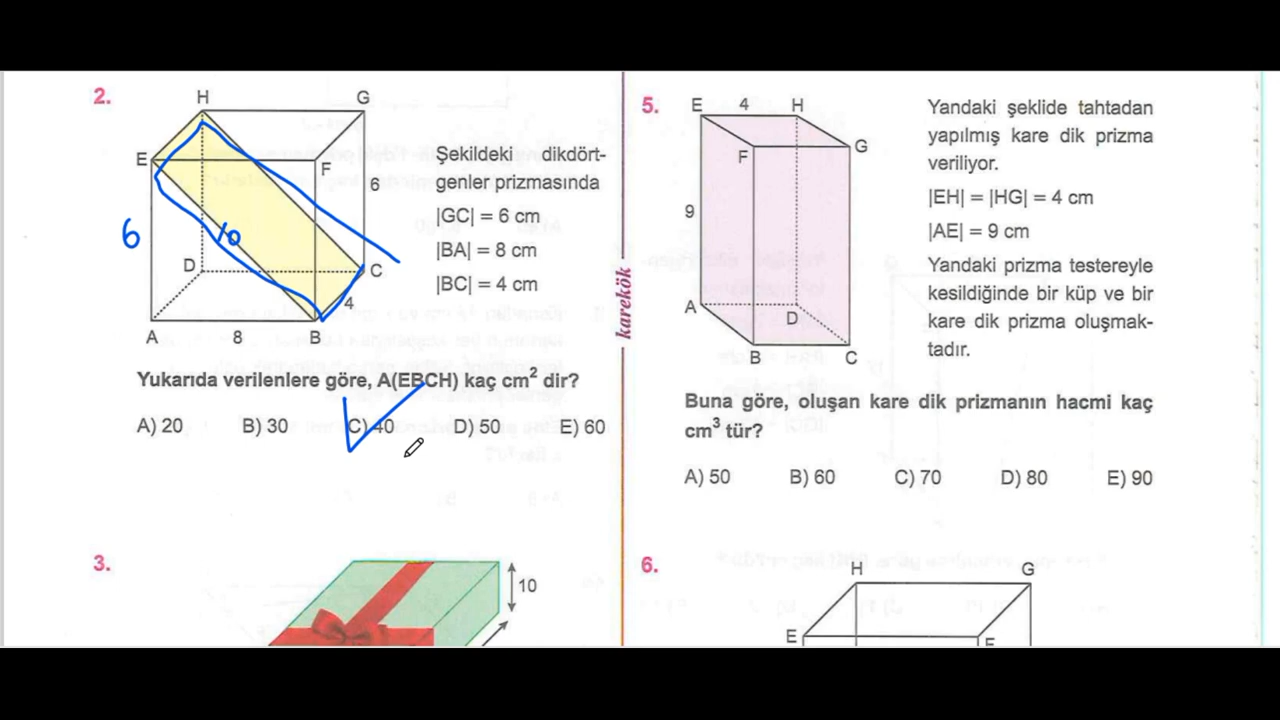 2.
H G
E F
6
6 10
D C
4
A 8 B
Şekildeki dikdört-
genler prizmasında
|GC| = 6 cm
|BA| = 8 cm
|BC| = 4 cm
Yukarıda verilenlere göre, A(EBCH) kaç cm² dir?
A) 20 B) 30 C) 40 D) 50 E) 60
3.
10
karekök
5.
E 4 H
F G
9
A D
B C
Yandaki şeklide tahtadan
yapılmış kare dik prizma
veriliyor.
|EH| = |HG| = 4 cm
|AE| = 9 cm
Yandaki prizma testereyle
kesildiğinde bir küp ve bir
kare dik prizma oluşmak-
tadır.
Buna göre, oluşan kare dik prizmanın hacmi kaç
cm³ tür?
A) 50 B) 60 C) 70 D) 80 E) 90
6.
H G
E F